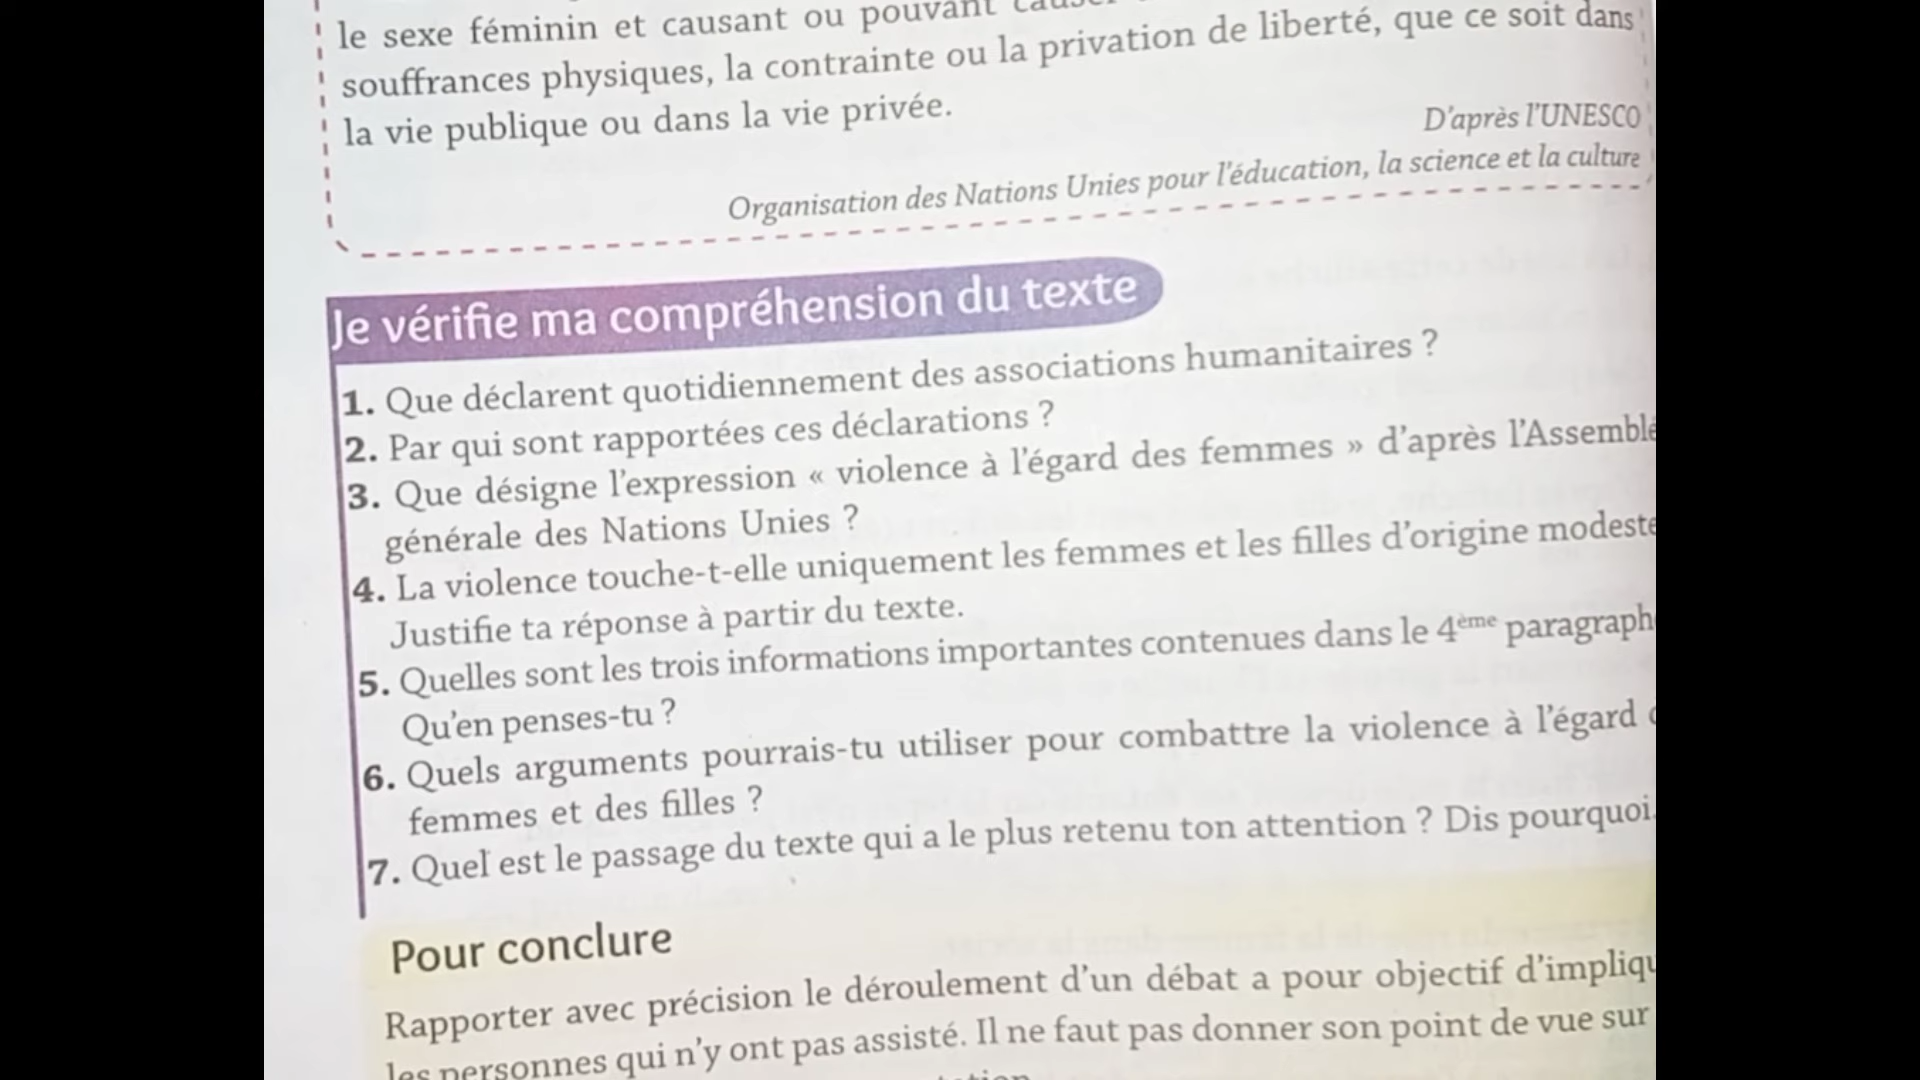 le sexe féminin et causant ou pouvant
souffrances physiques, la contrainte ou la privation de liberté, que ce soit dans
la vie publique ou dans la vie privée.
D'après l'UNESCO
Organisation des Nations Unies pour l'éducation, la science et la culture
Je vérifie ma compréhension du texte
1. Que déclarent quotidiennement des associations humanitaires ?
2. Par qui sont rapportées ces déclarations ?
3. Que désigne l'expression « violence à l'égard des femmes » d'après l'Assemblé
générale des Nations Unies ?
4. La violence touche-t-elle uniquement les femmes et les filles d'origine modeste
Justifie ta réponse à partir du texte.
5. Quelles sont les trois informations importantes contenues dans le 4ème paragraph
Qu'en penses-tu ?
6. Quels arguments pourrais-tu utiliser pour combattre la violence à l'égard
femmes et des filles ?
7. Quel est le passage du texte qui a le plus retenu ton attention ? Dis pourquoi.
Pour conclure
Rapporter avec précision le déroulement d'un débat a pour objectif d'impliqu
les personnes qui n'y ont pas assisté. Il ne faut pas donner son point de vue sur